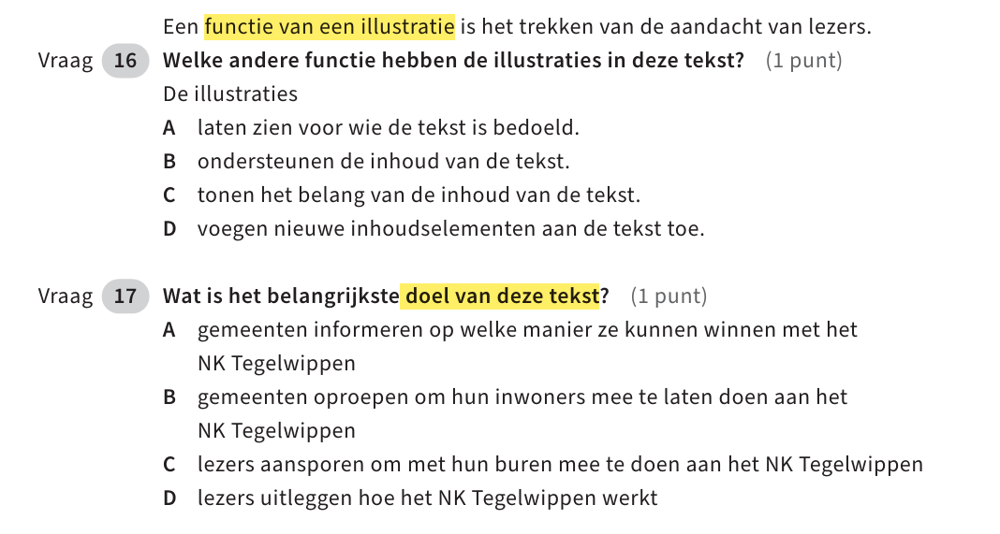 Een functie van een illustratie is het trekken van de aandacht van lezers.
Vraag 16 Welke andere functie hebben de illustraties in deze tekst? (1 punt)
De illustraties
A laten zien voor wie de tekst is bedoeld.
B ondersteunen de inhoud van de tekst.
C tonen het belang van de inhoud van de tekst.
D voegen nieuwe inhoudselementen aan de tekst toe.
Vraag 17 Wat is het belangrijkste doel van deze tekst? (1 punt)
A gemeenten informeren op welke manier ze kunnen winnen met het
NK Tegelwippen
B gemeenten oproepen om hun inwoners mee te laten doen aan het
NK Tegelwippen
C lezers aansporen om met hun buren mee te doen aan het NK Tegelwippen
D lezers uitleggen hoe het NK Tegelwippen werkt